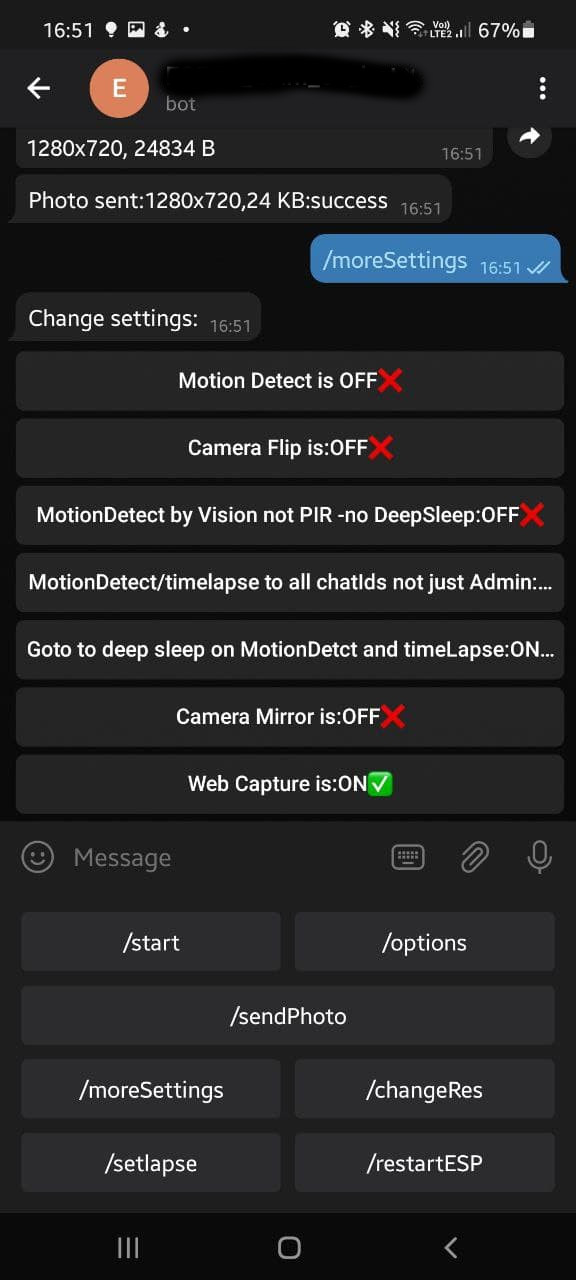 16:51
Vo)) LTE2
67%
E
bot
1280x720, 24834 B
16:51
Photo sent:1280x720,24 KB:success
16:51
/moreSettings
16:51
Change settings:
16:51
Motion Detect is OFF❌
Camera Flip is:OFF❌
MotionDetect by Vision not PIR -no DeepSleep:OFF❌
MotionDetect/timelapse to all chatIds not just Admin:...
Goto to deep sleep on MotionDetct and timeLapse:ON...
Camera Mirror is:OFF❌
Web Capture is:ON✅
Message
/start
/options
/sendPhoto
/moreSettings
/changeRes
/setlapse
/restartESP